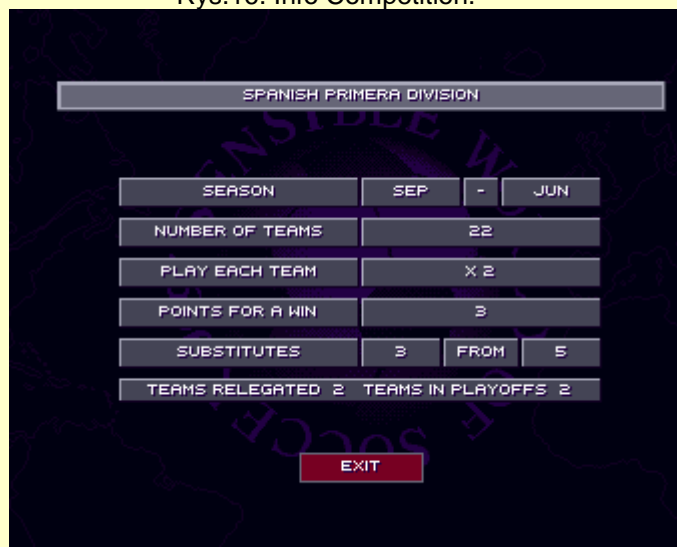 SPANISH PRIMERA DIVISION
SEASON SEP - JUN
NUMBER OF TEAMS 22
PLAY EACH TEAM X 2
POINTS FOR A WIN 3
SUBSTITUTES 3 FROM 5
TEAMS RELEGATED 2 TEAMS IN PLAYOFFS 2
EXIT